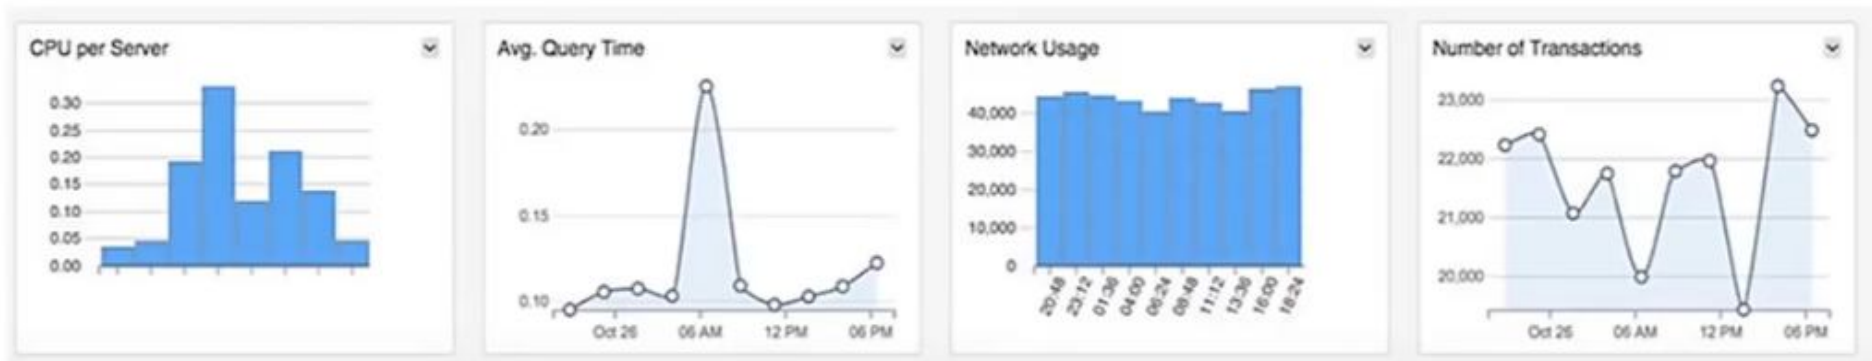 CPU per Server
0.30
0.25
0.20
0.15
0.10
0.05
0.00
Avg. Query Time
0.20
0.15
0.10
Oct 26 06 AM 12 PM 06 PM
Network Usage
40,000
30,000
20,000
10,000
0
20:48 23:12 01:36 04:00 06:24 08:48 11:12 13:36 16:00 18:24
Number of Transactions
23,000
22,000
21,000
20,000
Oct 26 06 AM 12 PM 06 PM